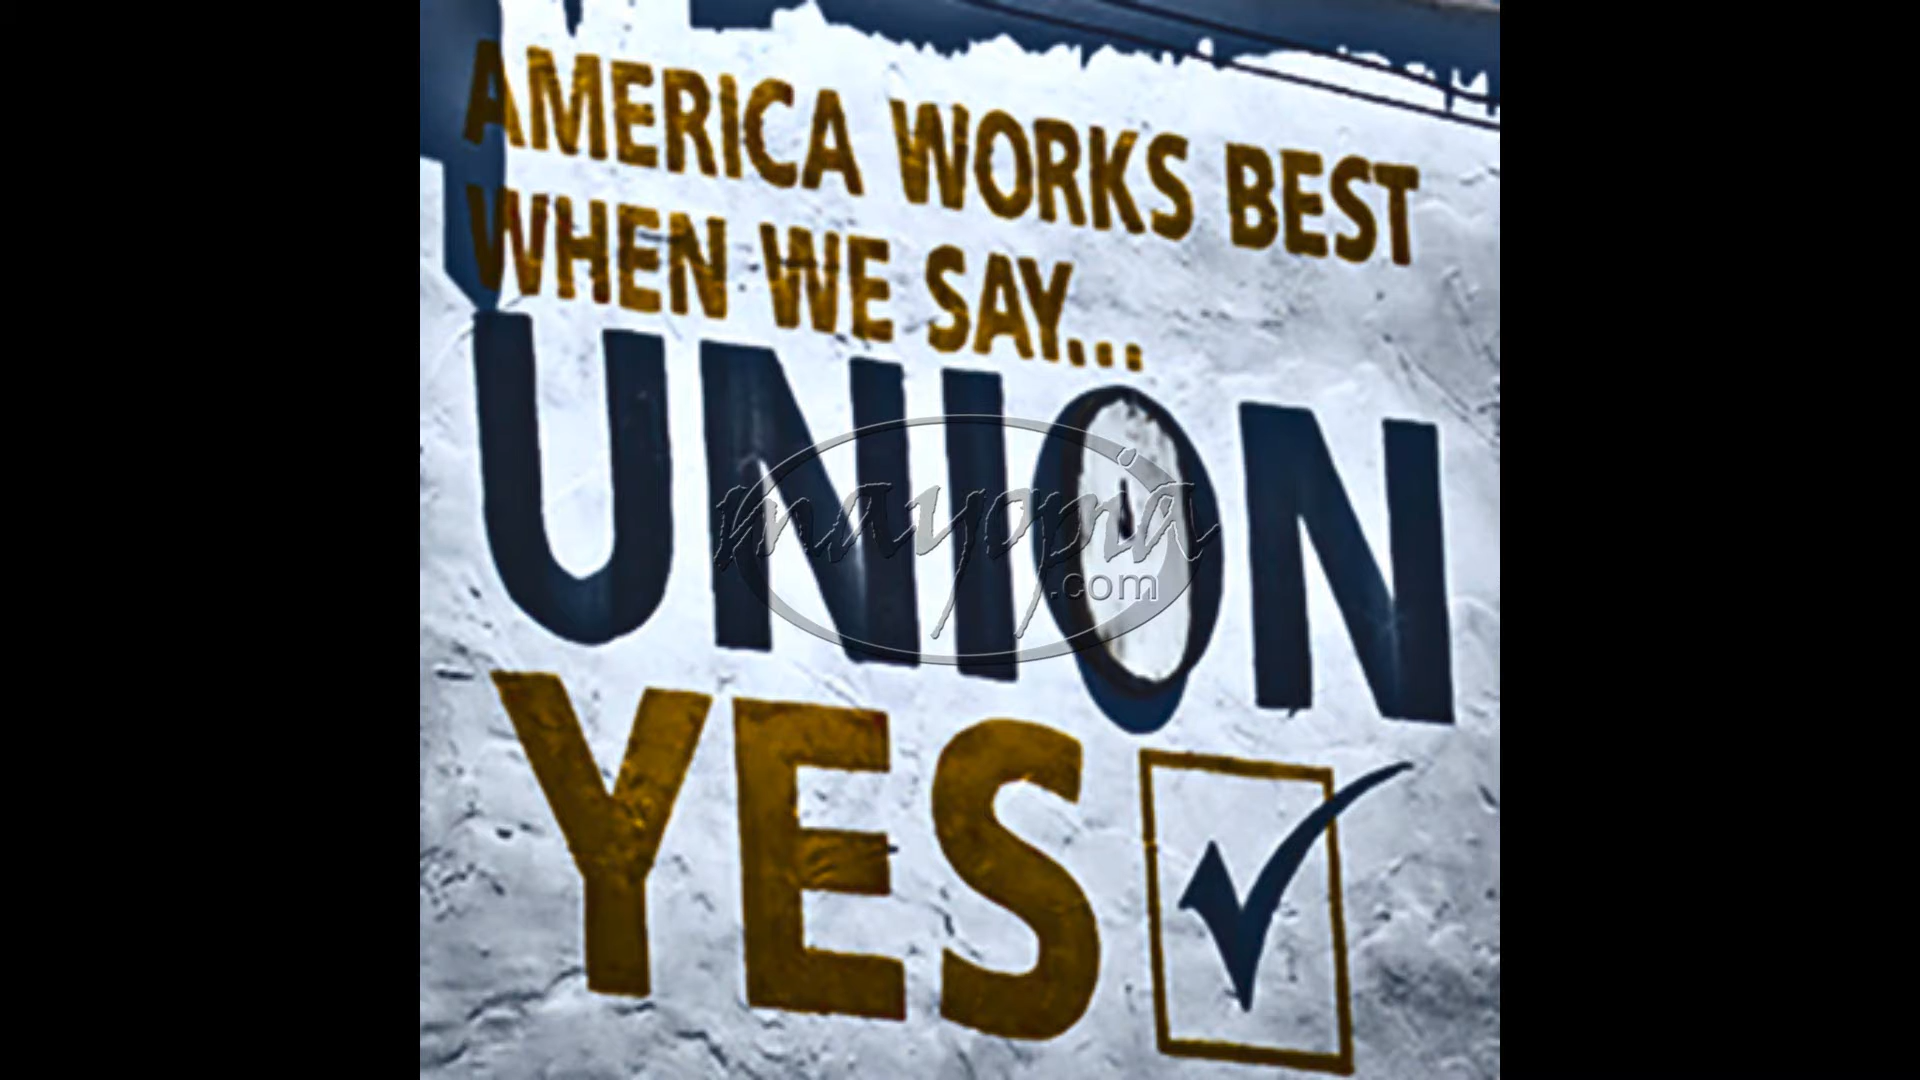 AMERICA WORKS BEST
WHEN WE SAY...
UNION
mayopia
.com
YES